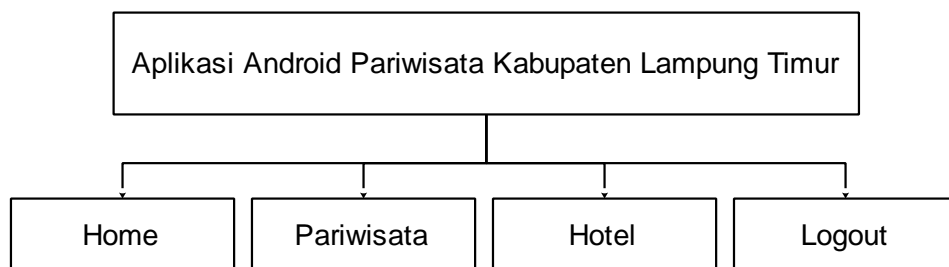 Aplikasi Android Pariwisata Kabupaten Lampung Timur
Home
Pariwisata
Hotel
Logout